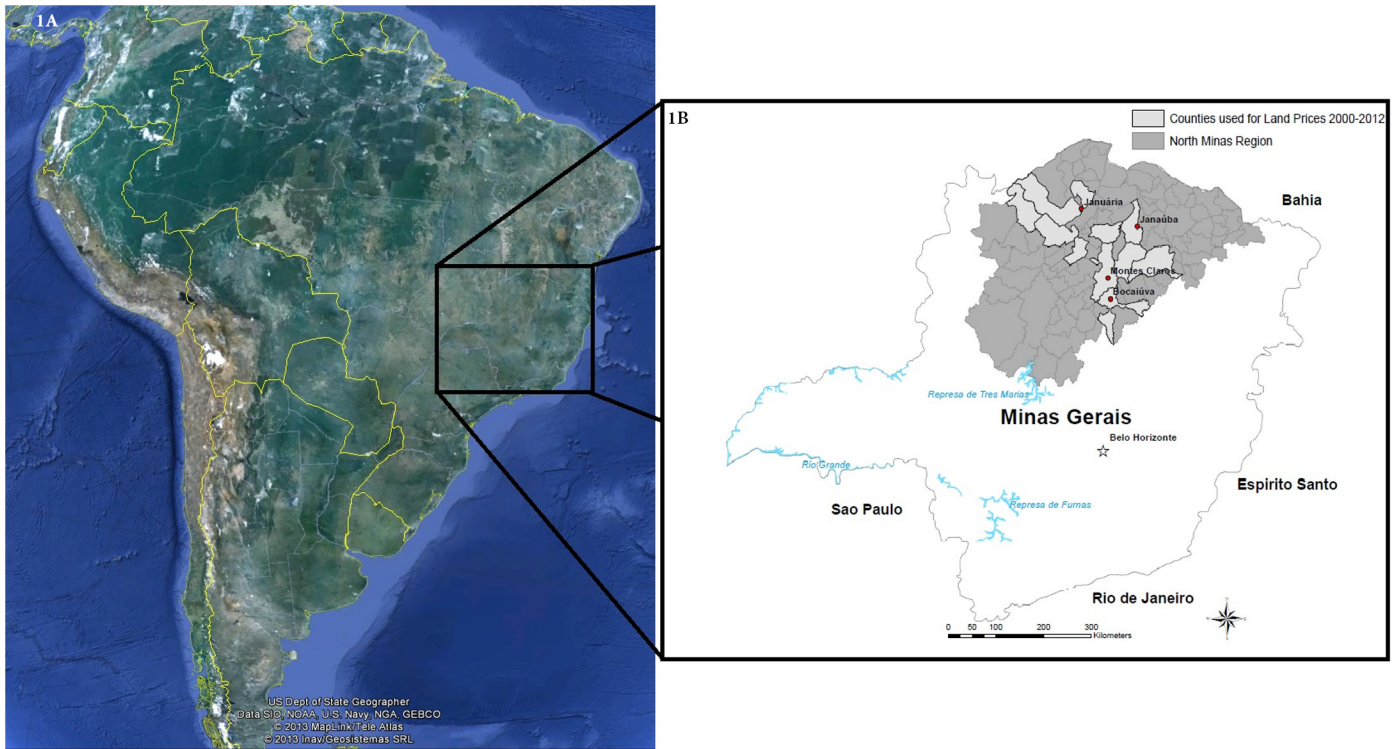 1A
US Dept of State Geographer
Data SIO, NOAA, U.S. Navy, NGA. GEBCO
© 2013 MapLink/Tele Atlas
© 2013 Inav/Geosistemas SRL
1B
Counties used for Land Prices 2000-2012
North Minas Region
Bahia
Januária
Janaúba
Montes Claros
Bocaiúva
Represa de Tres Marias
Minas Gerais
Belo Horizonte
Rio Grande
Espirito Santo
Sao Paulo
Represa de Furnas
Rio de Janeiro
0 50 100 200 300
Kilometers